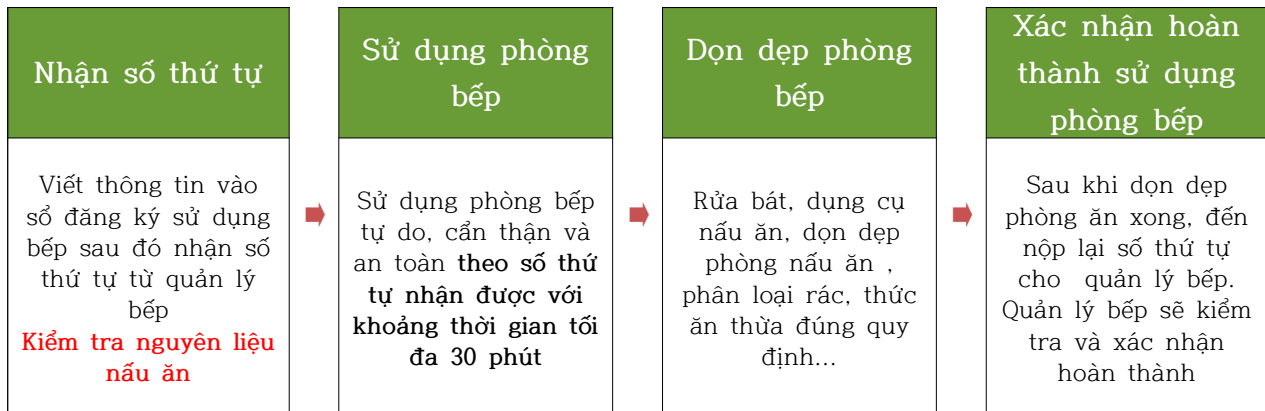 Nhận số thứ tự
Viết thông tin vào
sổ đăng ký sử dụng
bếp sau đó nhận số
thứ tự từ quản lý
bếp
Kiểm tra nguyên liệu
nấu ăn
Sử dụng phòng
bếp
Sử dụng phòng bếp
tự do, cẩn thận và
an toàn theo số thứ
tự nhận được với
khoảng thời gian tối
đa 30 phút
Dọn dẹp phòng
bếp
Rửa bát, dụng cụ
nấu ăn, dọn dẹp
phòng nấu ăn ,
phân loại rác, thức
ăn thừa đúng quy
định...
Xác nhận hoàn
thành sử dụng
phòng bếp
Sau khi dọn dẹp
phòng ăn xong, đến
nộp lại số thứ tự
cho  quản lý bếp.
Quản lý bếp sẽ kiểm
tra và xác nhận
hoàn thành